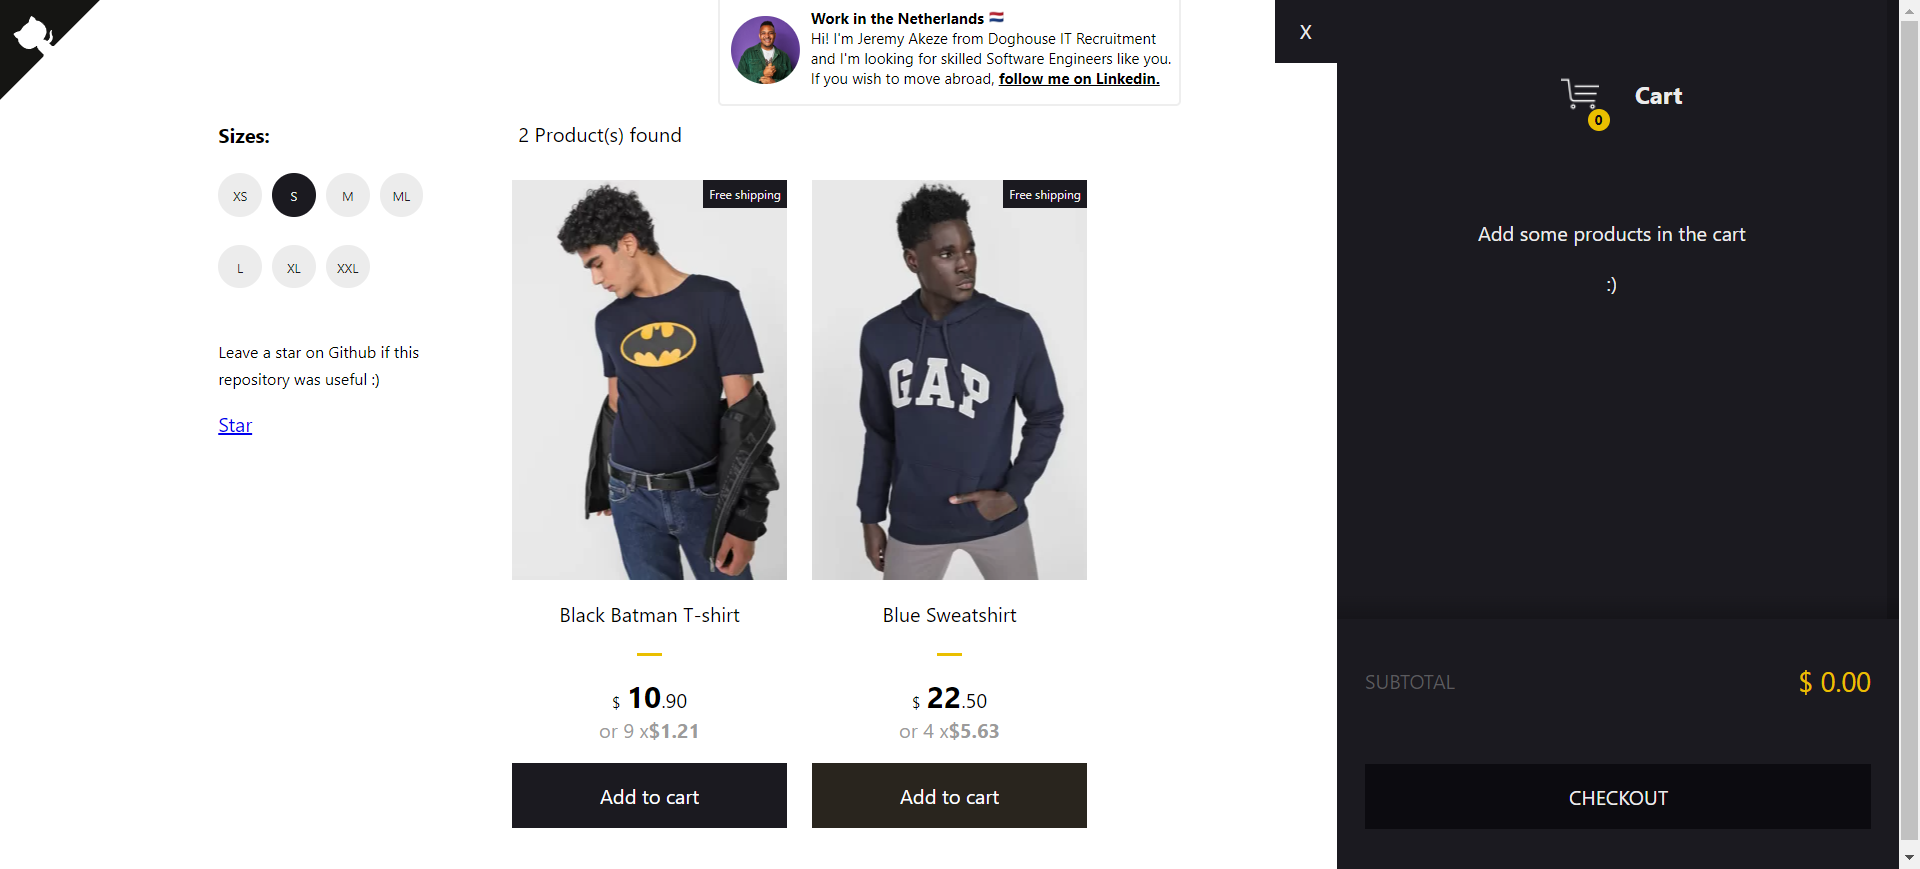 Work in the Netherlands 🇳🇱
Hi! I'm Jeremy Akeze from Doghouse IT Recruitment
and I'm looking for skilled Software Engineers like you.
If you wish to move abroad, follow me on Linkedin.
X
Cart
0
Sizes:
XS
S
M
ML
L
XL
XXL
Leave a star on Github if this
repository was useful :)
Star
2 Product(s) found
Free shipping
Black Batman T-shirt
$ 10.90
or 9 x$1.21
Add to cart
Free shipping
GAP
Blue Sweatshirt
$ 22.50
or 4 x$5.63
Add to cart
Add some products in the cart
:)
SUBTOTAL
$ 0.00
CHECKOUT